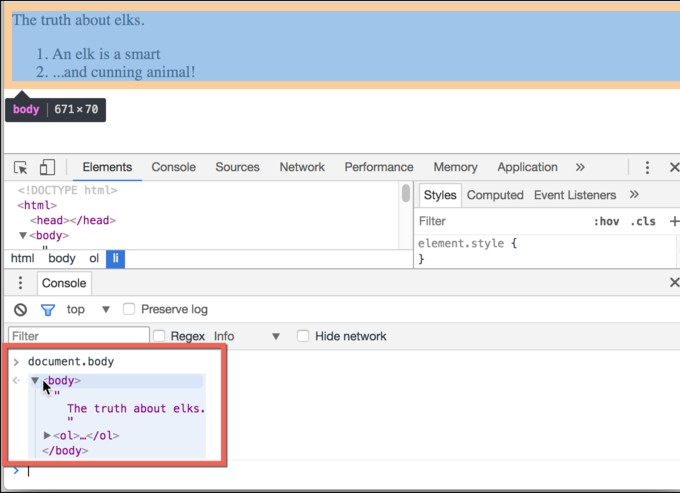 The truth about elks.
1. An elk is a smart
2. ...and cunning animal!
body 671 × 70
Elements Console Sources Network Performance Memory Application »
<!DOCTYPE html>
<html>
<head></head>
▼<body>
"
html body ol li
Styles Computed Event Listeners »
Filter :hov .cls +
element.style {
}
Console
top ▼ Preserve log
Filter Regex Info ▼ Hide network
> document.body
▼<body>
"
The truth about elks.
"
▶<ol>…</ol>
</body>
>